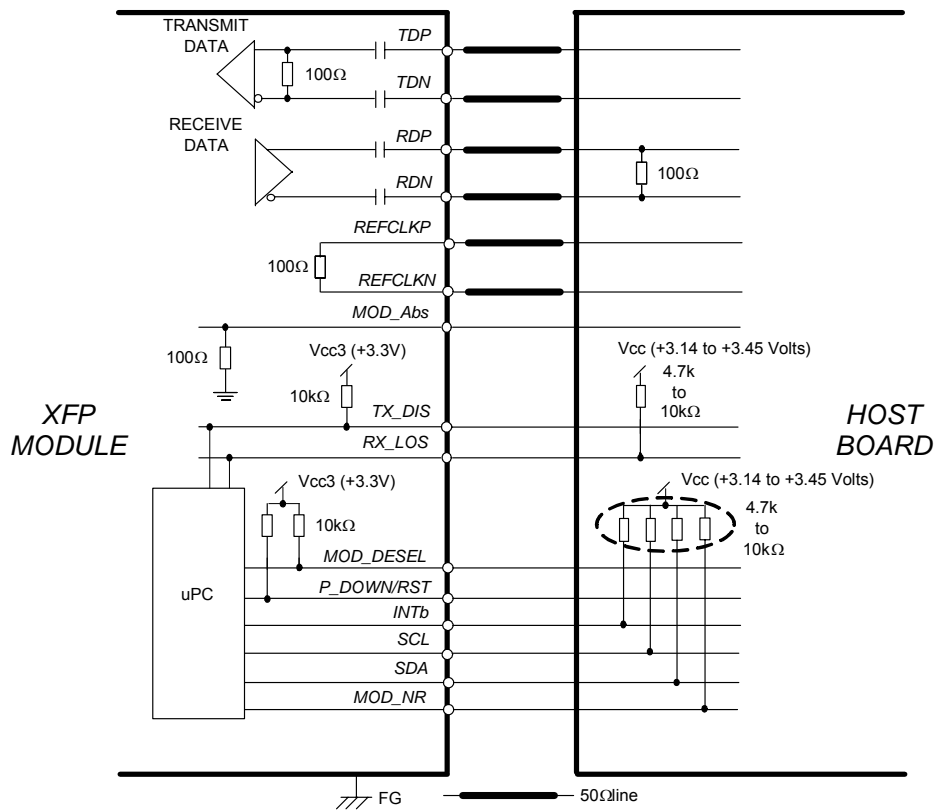 TRANSMIT
DATA
TDP
100Ω
TDN
RECEIVE
DATA
RDP
100Ω
RDN
REFCLKP
100Ω
REFCLKN
MOD_Abs
100Ω
Vcc3 (+3.3V)
10kΩ
Vcc (+3.14 to +3.45 Volts)
4.7k
to
10kΩ
TX_DIS
RX_LOS
XFP
MODULE
HOST
BOARD
Vcc3 (+3.3V)
10kΩ
Vcc (+3.14 to +3.45 Volts)
4.7k
to
10kΩ
MOD_DESEL
P_DOWN/RST
uPC
INTb
SCL
SDA
MOD_NR
FG
50Ωline